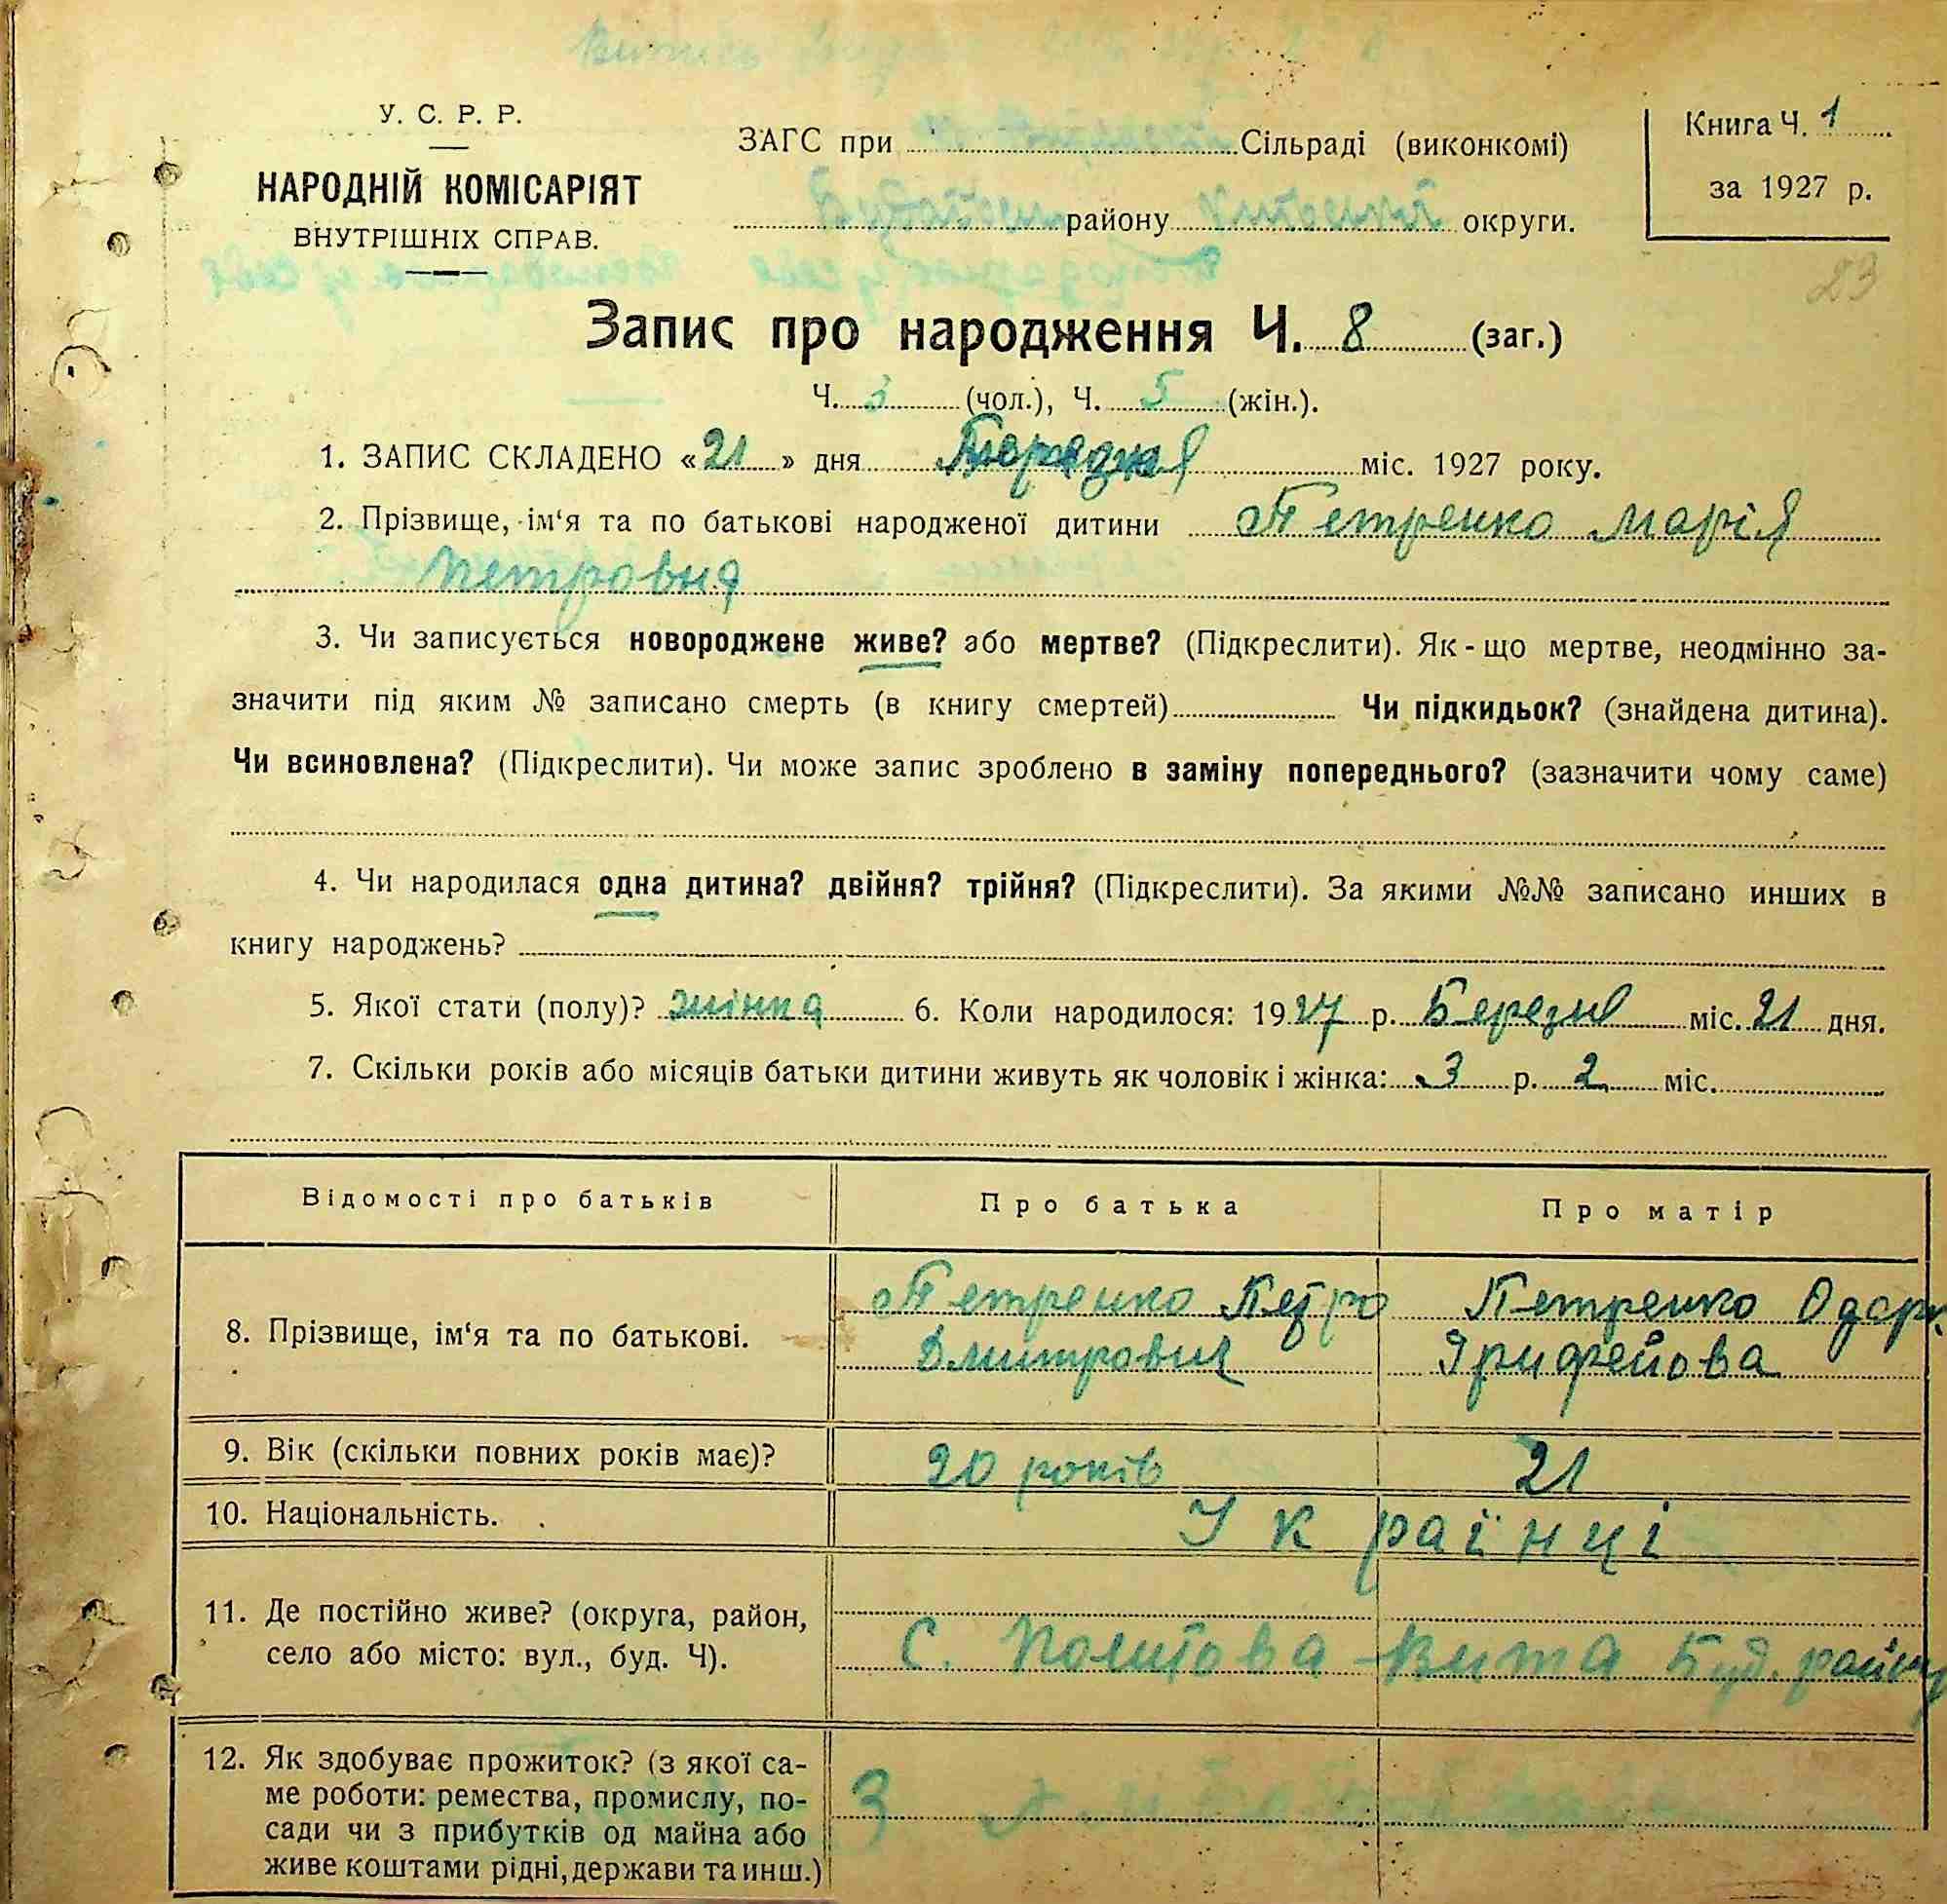 У. С. Р. Р.
НАРОДНІЙ КОМІСАРІЯТ
ВНУТРІШНІХ СПРАВ.
ЗАГС при Сільраді (виконкомі)
району округи.
Книга Ч. 1
за 1927 р.
23
Запис про народження Ч. 8 (заг.)
Ч. 3 (чол.), Ч. 5 (жін.).
1. ЗАПИС СКЛАДЕНО «21» дня міс. 1927 року.
2. Прізвище, ім‘я та по батькові народженої дитини Петренко Марія
Петровна
3. Чи записується новороджене живе? або мертве? (Підкреслити). Як-що мертве, неодмінно за-
значити під яким № записано смерть (в книгу смертей) Чи підкидьок? (знайдена дитина).
Чи всиновлена? (Підкреслити). Чи може запис зроблено в заміну попереднього? (зазначити чому саме)
4. Чи народилася одна дитина? двійня? трійня? (Підкреслити). За якими №№ записано инших в
книгу народжень?
5. Якої стати (полу)? жінка 6. Коли народилося: 1927 р. Березня міс. 21 дня.
7. Скільки років або місяців батьки дитини живуть як чоловік і жінка: 3 р. 2 міс.
Відомості про батьків Про батька Про матір
8. Прізвище, ім‘я та по батькові.
Петренко Петро
Дмитрович
Петренко Одар.
9. Вік (скільки повних років має)? 20 років 21
10. Національність. Українці
11. Де постійно живе? (округа, район,
село або місто: вул., буд. Ч).
С. Поштова Вита Буд. району
12. Як здобуває прожиток? (з якої са-
ме роботи: ремества, промислу, по-
сади чи з прибутків од майна або
живе коштами рідні, держави та инш.)
З